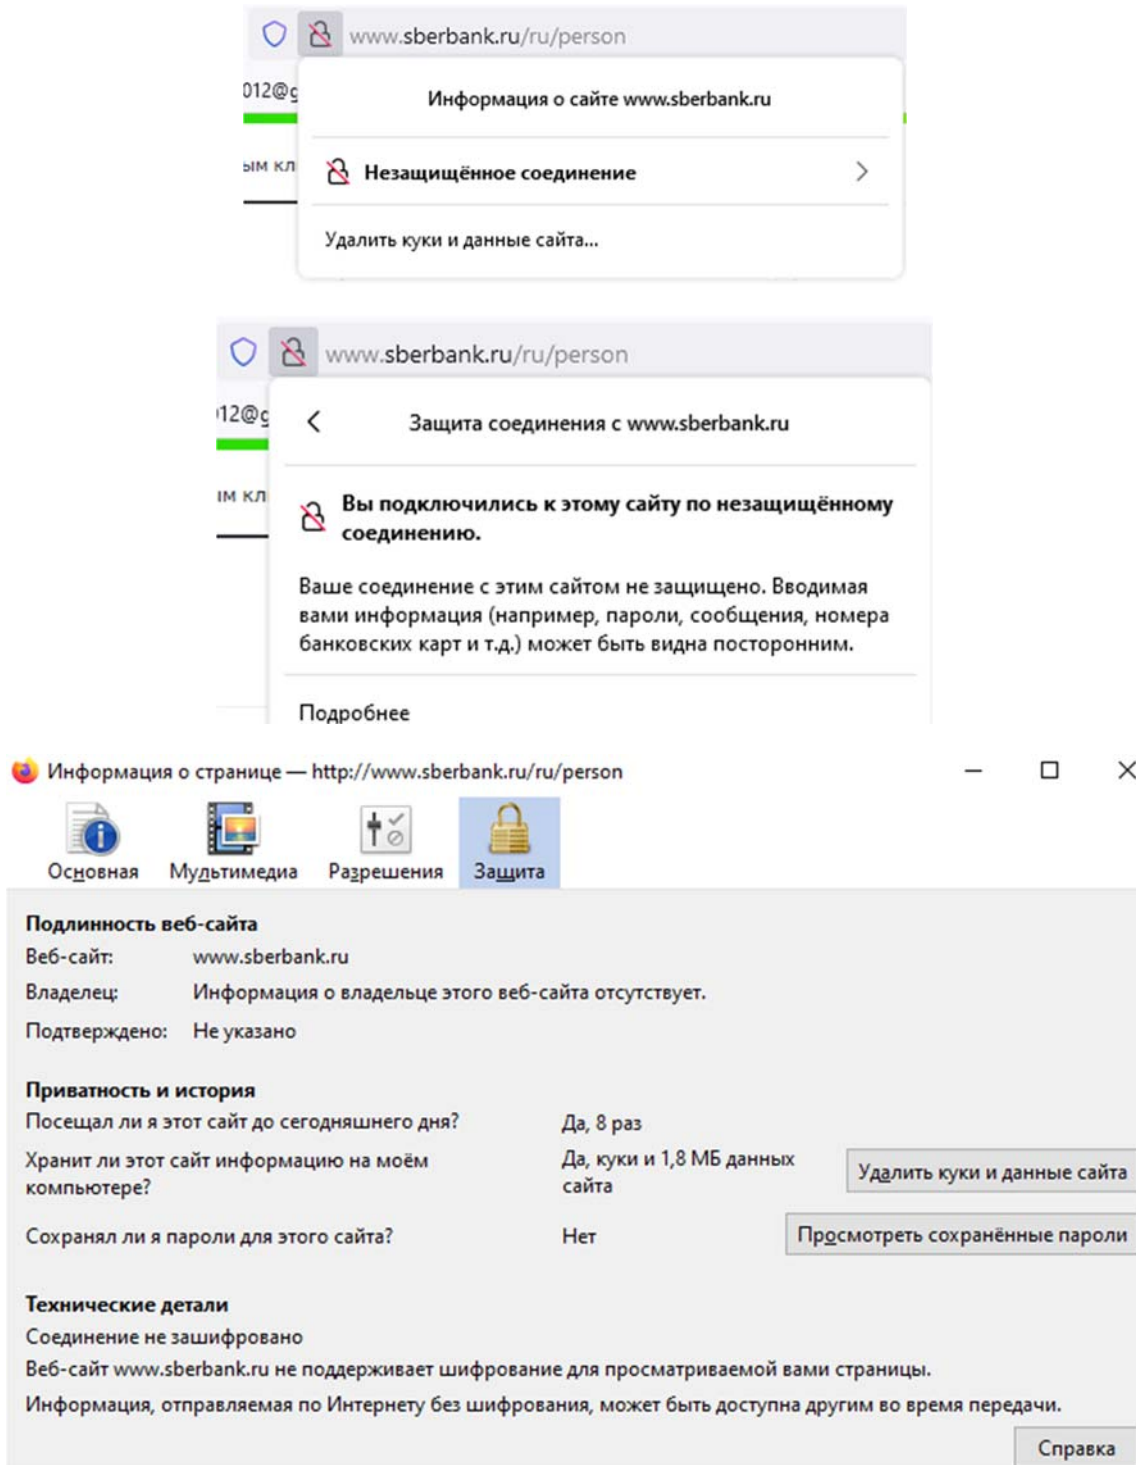 www.sberbank.ru/ru/person
012@g
Информация о сайте www.sberbank.ru
ым кл
Незащищённое соединение
Удалить куки и данные сайта...
www.sberbank.ru/ru/person
12@g
Защита соединения с www.sberbank.ru
ім кл
Вы подключились к этому сайту по незащищённому
соединению.
Ваше соединение с этим сайтом не защищено. Вводимая
вами информация (например, пароли, сообщения, номера
банковских карт и т.д.) может быть видна посторонним.
Подробнее
Информация о странице — http://www.sberbank.ru/ru/person
Основная Мультимедиа Разрешения Защита
Подлинность веб-сайта
Веб-сайт: www.sberbank.ru
Владелец: Информация о владельце этого веб-сайта отсутствует.
Подтверждено: Не указано
Приватность и история
Посещал ли я этот сайт до сегодняшнего дня? Да, 8 раз
Хранит ли этот сайт информацию на моём Да, куки и 1,8 МБ данных Удалить куки и данные сайта
компьютере? сайта
Сохранял ли я пароли для этого сайта? Нет Просмотреть сохранённые пароли
Технические детали
Соединение не зашифровано
Веб-сайт www.sberbank.ru не поддерживает шифрование для просматриваемой вами страницы.
Информация, отправляемая по Интернету без шифрования, может быть доступна другим во время передачи.
Справка